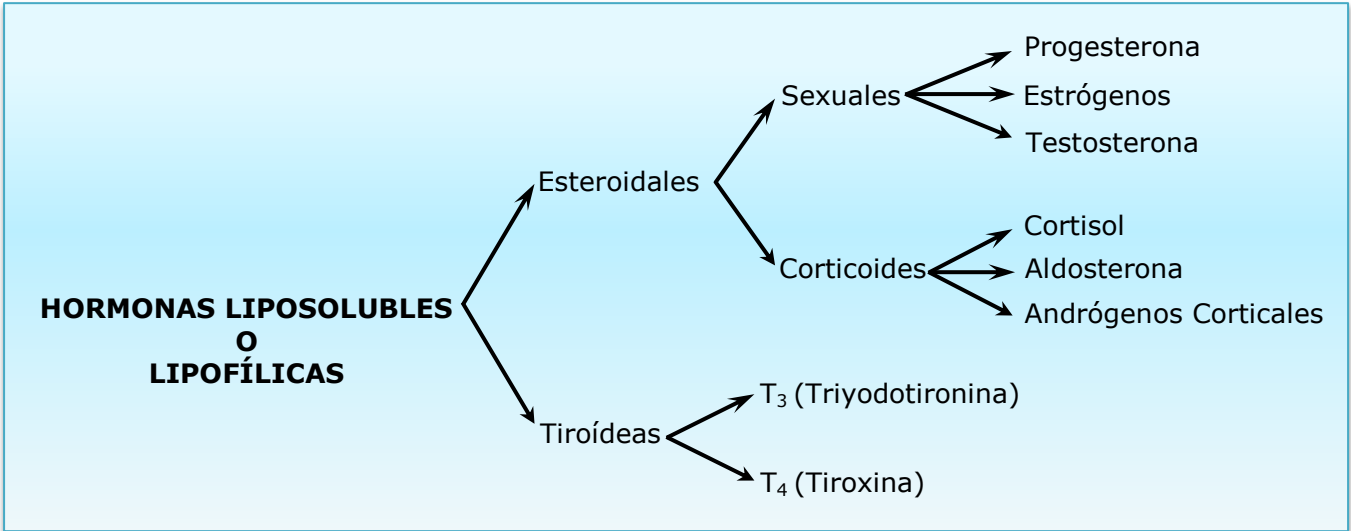 HORMONAS LIPOSOLUBLES
O
LIPOFÍLICAS
Esteroidales
Sexuales
Progesterona
Estrógenos
Testosterona
Corticoides
Cortisol
Aldosterona
Andrógenos Corticales
Tiroídeas
T₃ (Triyodotironina)
T₄ (Tiroxina)